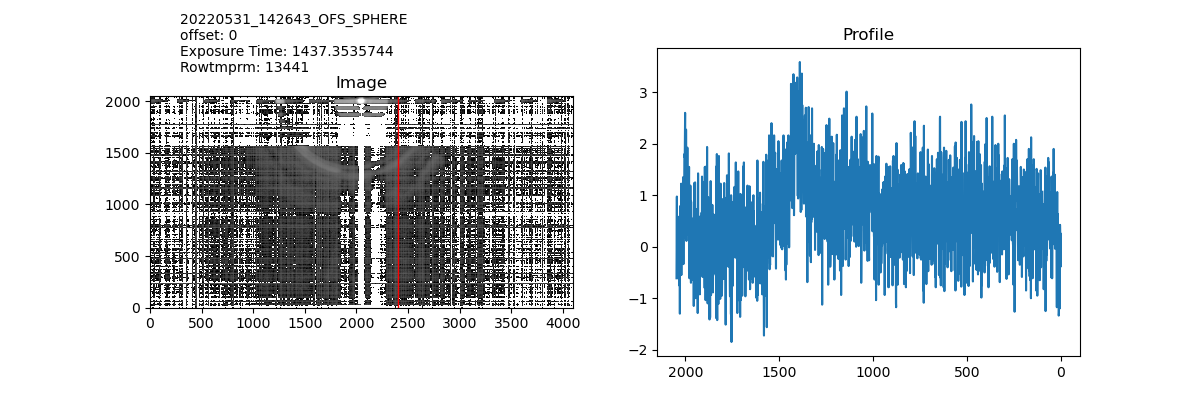 20220531_142643_OFS_SPHERE
offset: 0
Exposure Time: 1437.3535744
Rowtmprm: 13441
Image
2000
1500
1000
500
0
0 500 1000 1500 2000 2500 3000 3500 4000
Profile
3
2
1
0
−1
−2
2000 1500 1000 500 0